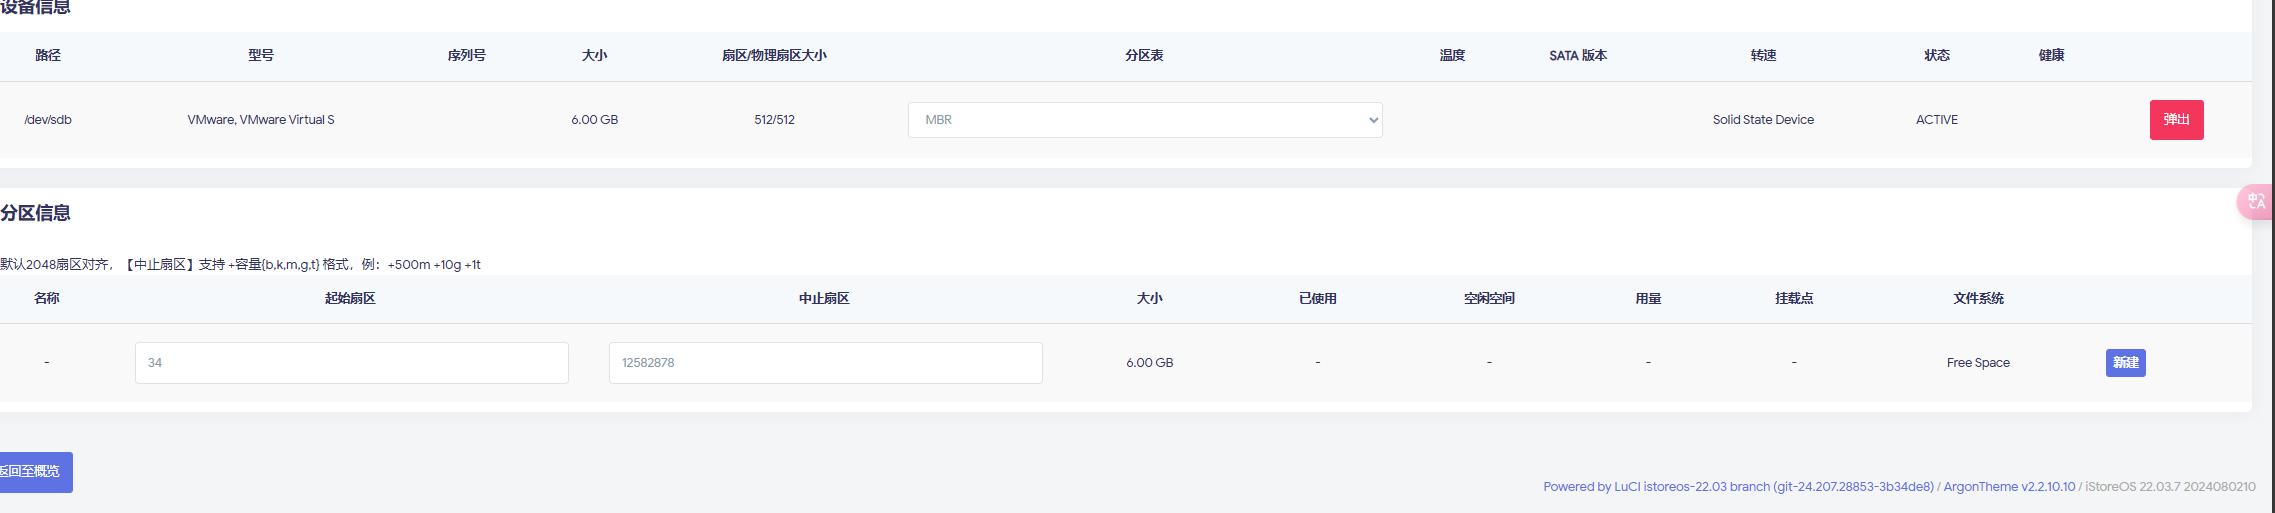 设备信息
路径 型号 序列号 大小 扇区/物理扇区大小 分区表 温度 SATA 版本 转速 状态 健康
/dev/sdb VMware, VMware Virtual S 6.00 GB 512/512 MBR Solid State Device ACTIVE 弹出
分区信息
默认2048扇区对齐，【中止扇区】支持 +容量{b,k,m,g,t} 格式，例：+500m +10g +1t
名称 起始扇区 中止扇区 大小 已使用 空闲空间 用量 挂载点 文件系统
- 34 12582878 6.00 GB - - - - Free Space 新建
返回至概览
Powered by LuCI istoreos-22.03 branch (git-24.207.28853-3b34de8) / ArgonTheme v2.2.10.10 / iStoreOS 22.03.7 2024080210